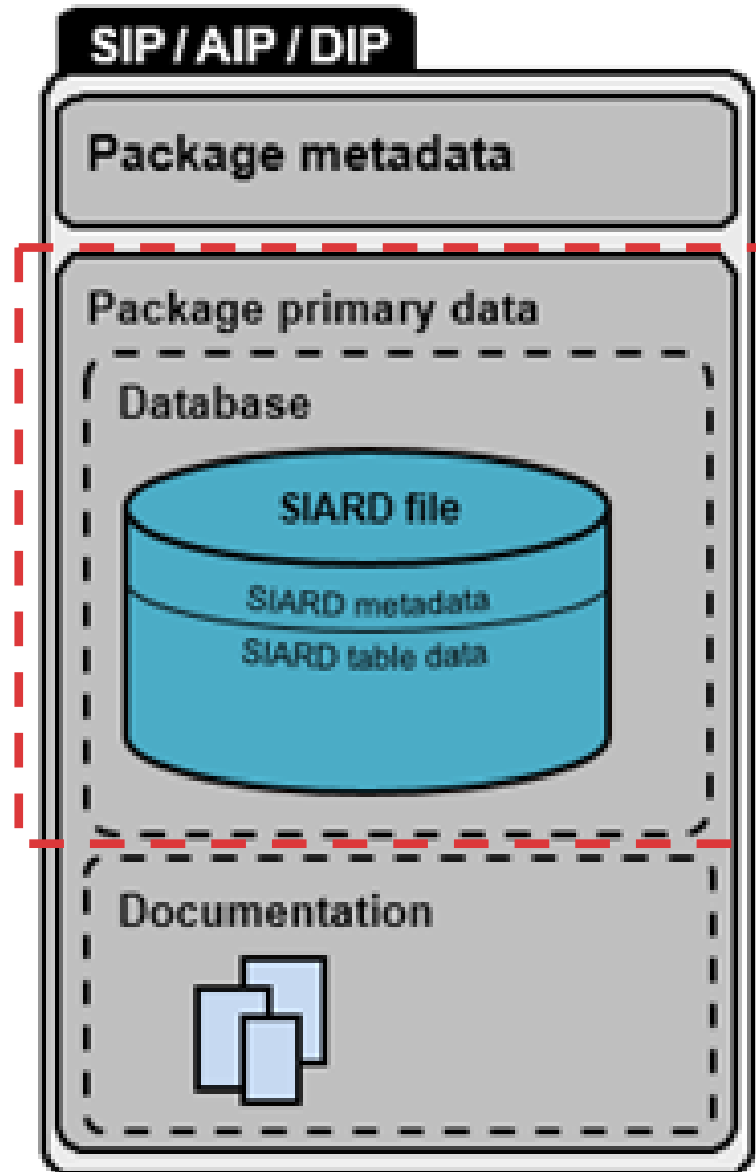 SIP / AIP / DIP
Package metadata
Package primary data
Database
SIARD file
SIARD metadata
SIARD table data
Documentation